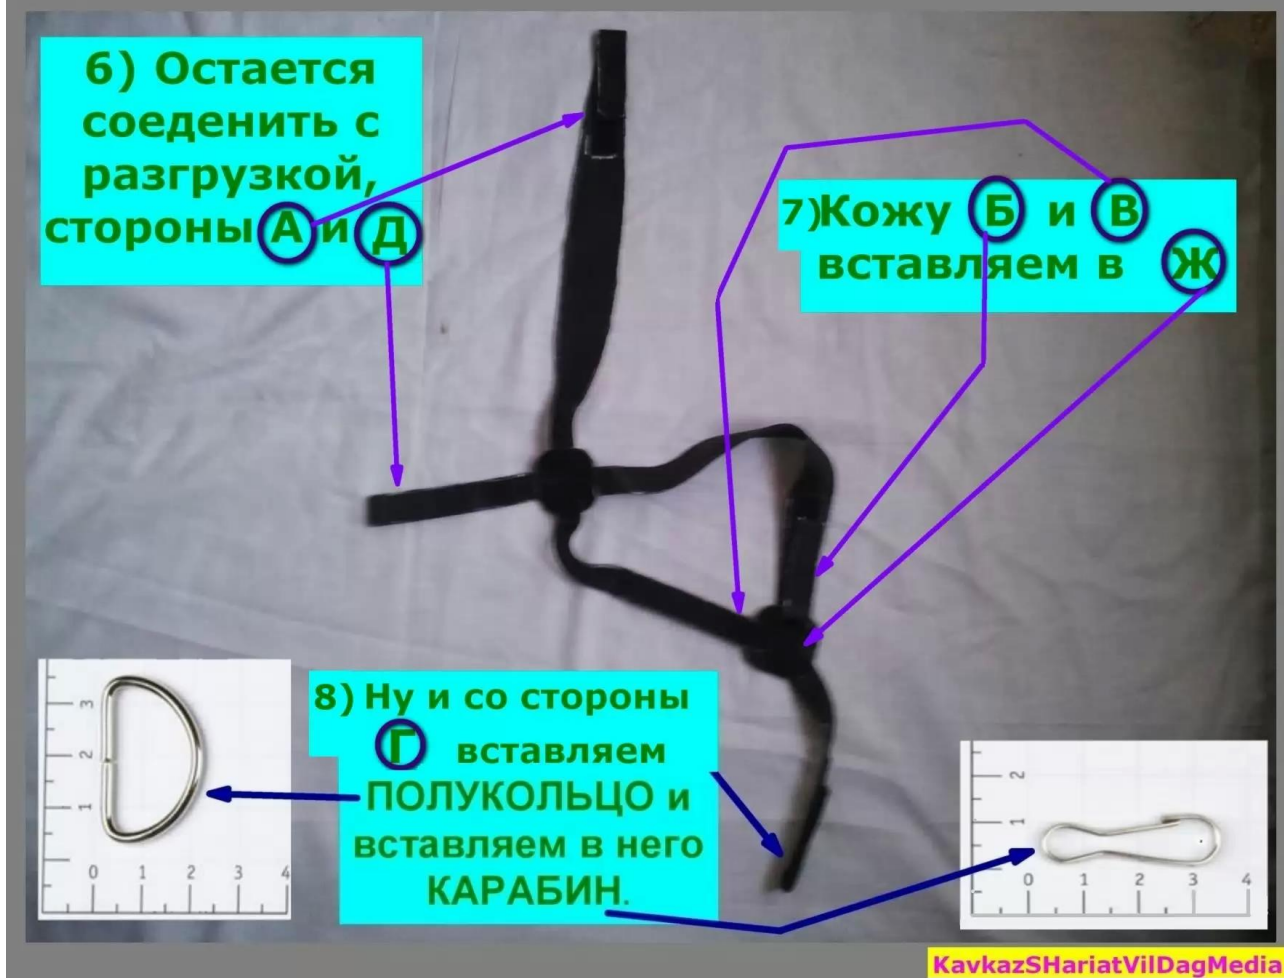 6) Остается
соеденить с
разгрузкой,
стороны А и Д
7)Кожу Б и В
вставляем в Ж
8) Ну и со стороны
Г вставляем
ПОЛУКОЛЬЦО и
вставляем в него
КАРАБИН.
3
2
1
0 1 2 3 4
2
1
0 1 2 3 4
KavkazSHariatVilDagMedia